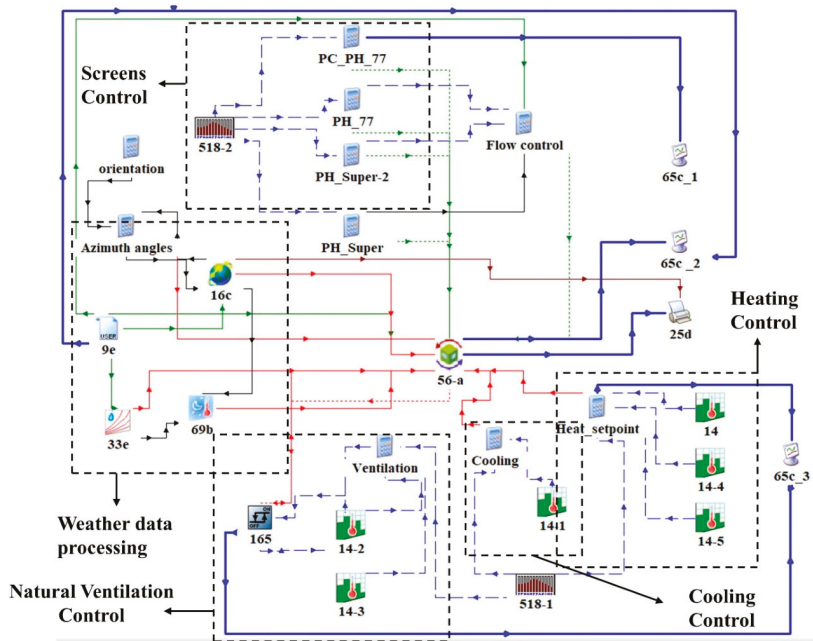 PC_PH_77
Screens
Control
PH_77
518-2
Flow control
orientation
PH_Super-2
65c_1
Azimuth angles
PH_Super
65c_2
16c
Heating
Control
USER
9e
25d
56-a
33e
69b
Heat_setpoint
14
Ventilation
Cooling
14-4
65c_3
ON
OFF
165
14-2
14-1
14-5
Weather data
processing
14-3
518-1
Natural Ventilation
Control
Cooling
Control